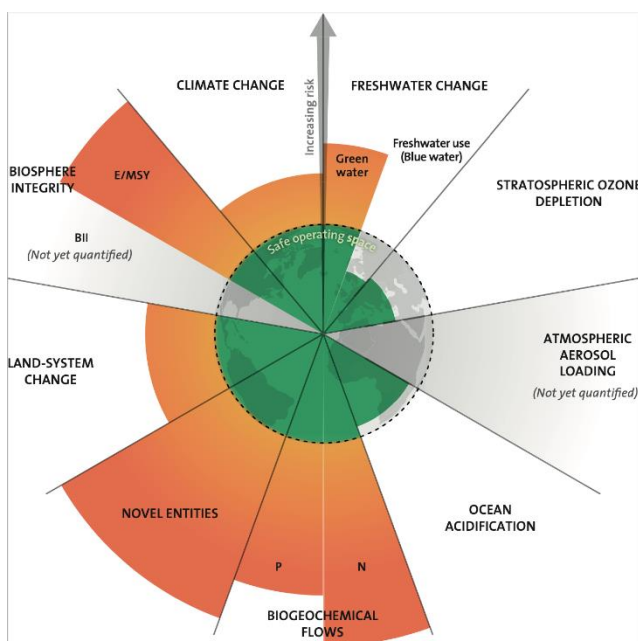 CLIMATE CHANGE
Increasing risk
FRESHWATER CHANGE
Green
water
Freshwater use
(Blue water)
STRATOSPHERIC OZONE
DEPLETION
ATMOSPHERIC
AEROSOL
LOADING
(Not yet quantified)
OCEAN
ACIDIFICATION
P
N
BIOGEOCHEMICAL
FLOWS
NOVEL ENTITIES
LAND-SYSTEM
CHANGE
BIOSPHERE
INTEGRITY
E/MSY
BII
(Not yet quantified)
Safe operating space